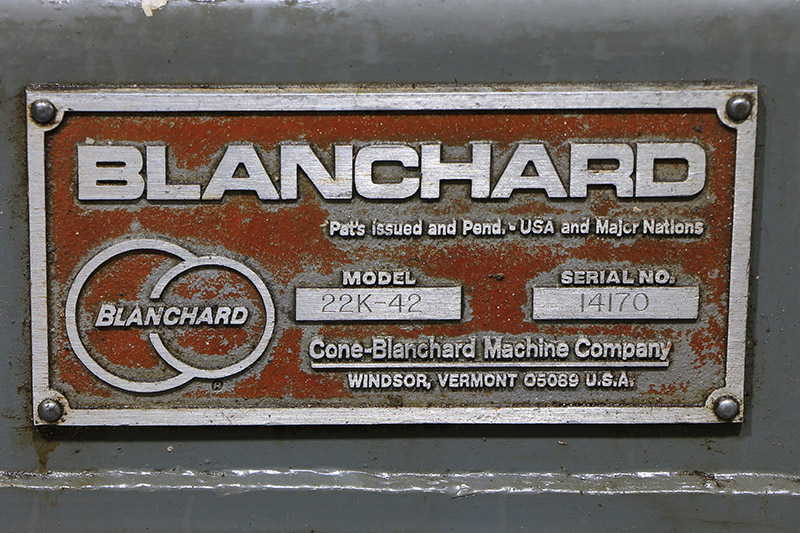 BLANCHARD
Pat's issued and Pend. - USA and Major Nations
BLANCHARD
®
MODEL
22K-42
SERIAL NO.
14170
Cone-Blanchard Machine Company
WINDSOR, VERMONT 05089 U.S.A.